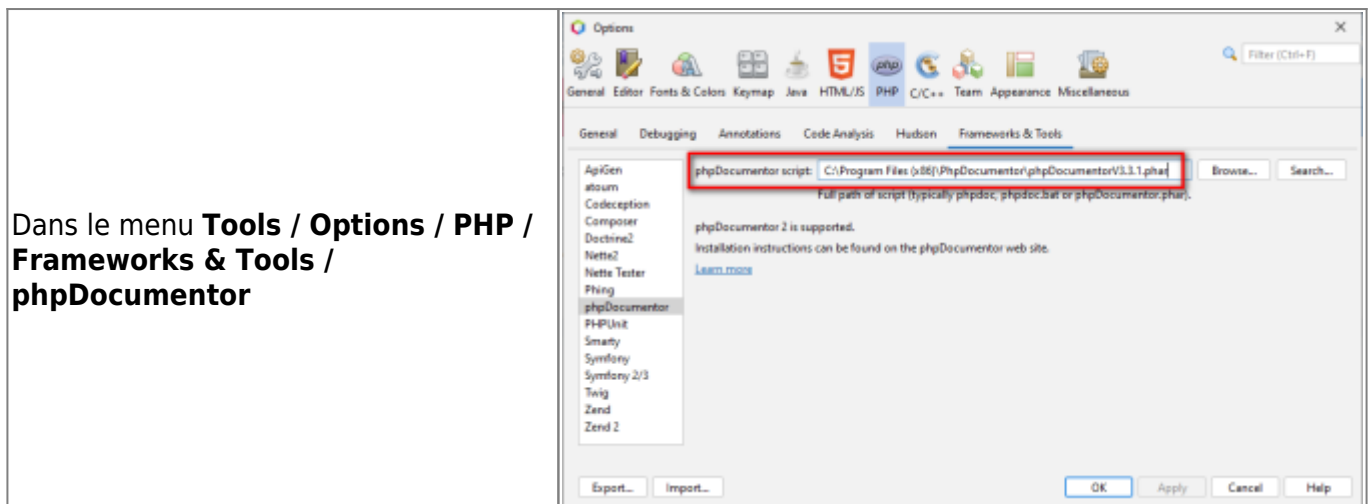 Dans le menu Tools / Options / PHP /
Frameworks & Tools /
phpDocumentor
Options
Filter (Ctrl+F)
General Editor Fonts & Colors Keymap Java HTML/JS PHP C/C++ Team Appearance Miscellaneous
General Debugging Annotations Code Analysis Hudson Frameworks & Tools
ApiGen
atoum
Codeception
Composer
Doctrine2
Nette2
Nette Tester
Phing
phpDocumentor
PHPUnit
Smarty
Symfony
Symfony 2/3
Twig
Zend
Zend 2
phpDocumentor script: C:\Program Files (x86)\PhpDocumentor\phpDocumentorV3.3.1.phar Browse... Search...
Full path of script (typically phpdoc, phpdoc.bat or phpDocumentor.phar).
phpDocumentor 2 is supported.
Installation instructions can be found on the phpDocumentor web site.
Learn more
Export... Import... OK Apply Cancel Help